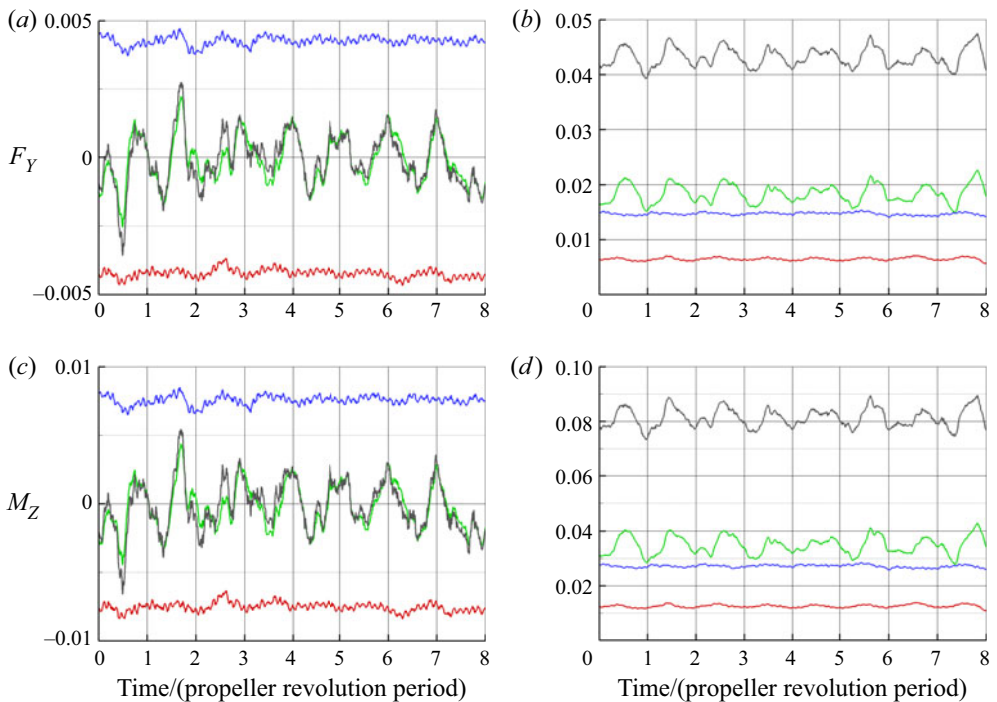 (a) (b)
0.005 0.05
0.04
0.03
F_Y 0
0.02
0.01
−0.005
0 1 2 3 4 5 6 7 8 0 1 2 3 4 5 6 7 8
(c) (d)
0.01 0.10
0.08
0.06
M_Z 0
0.04
0.02
−0.01 0
0 1 2 3 4 5 6 7 8 1 2 3 4 5 6 7 8
Time/(propeller revolution period) Time/(propeller revolution period)